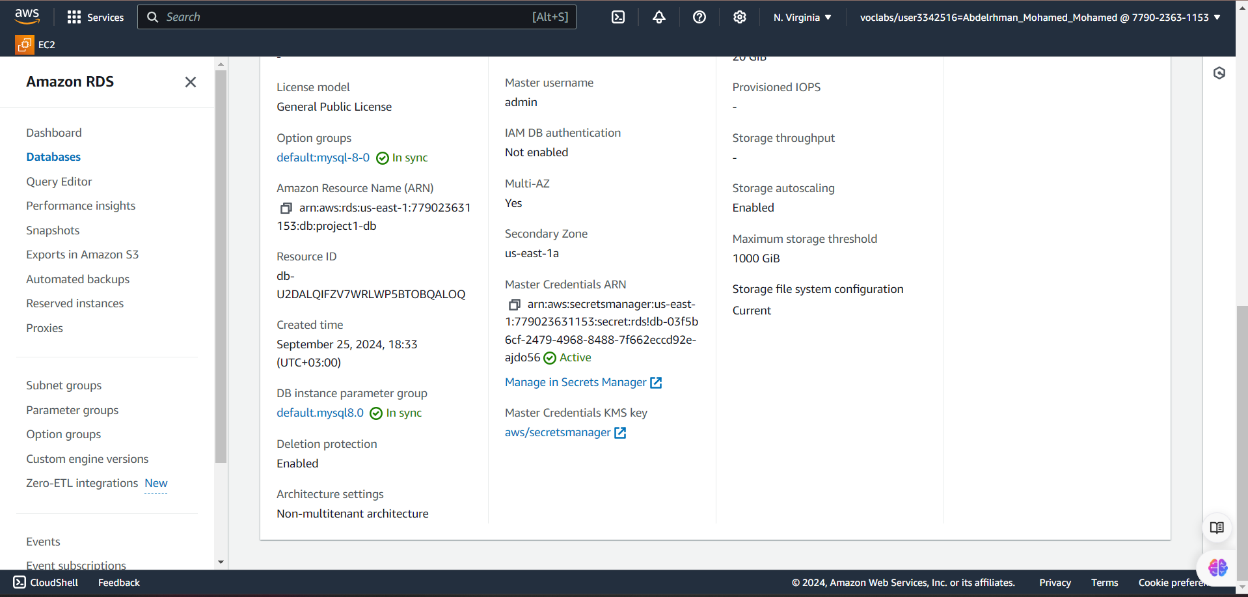 aws
Services
Search
[Alt+S]
N. Virginia
voclabs/user3342516=Abdelrhman_Mohamed_Mohamed @ 7790-2363-1153
EC2
Amazon RDS
Dashboard
Databases
Query Editor
Performance insights
Snapshots
Exports in Amazon S3
Automated backups
Reserved instances
Proxies
Subnet groups
Parameter groups
Option groups
Custom engine versions
Zero-ETL integrations New
Events
Event subscriptions
-
License model
General Public License
Option groups
default:mysql-8-0 In sync
Amazon Resource Name (ARN)
arn:aws:rds:us-east-1:779023631
153:db:project1-db
Resource ID
db-
U2DALQIFZV7WRLWP5BTOBQALOQ
Created time
September 25, 2024, 18:33
(UTC+03:00)
DB instance parameter group
default.mysql8.0 In sync
Deletion protection
Enabled
Architecture settings
Non-multitenant architecture
Master username
admin
IAM DB authentication
Not enabled
Multi-AZ
Yes
Secondary Zone
us-east-1a
Master Credentials ARN
arn:aws:secretsmanager:us-east-
1:779023631153:secret:rds!db-03f5b
6cf-2479-4968-8488-7f662eccd92e-
ajdo56 Active
Manage in Secrets Manager
Master Credentials KMS key
aws/secretsmanager
20 GiB
Provisioned IOPS
-
Storage throughput
-
Storage autoscaling
Enabled
Maximum storage threshold
1000 GiB
Storage file system configuration
Current
CloudShell
Feedback
© 2024, Amazon Web Services, Inc. or its affiliates.
Privacy
Terms
Cookie prefere